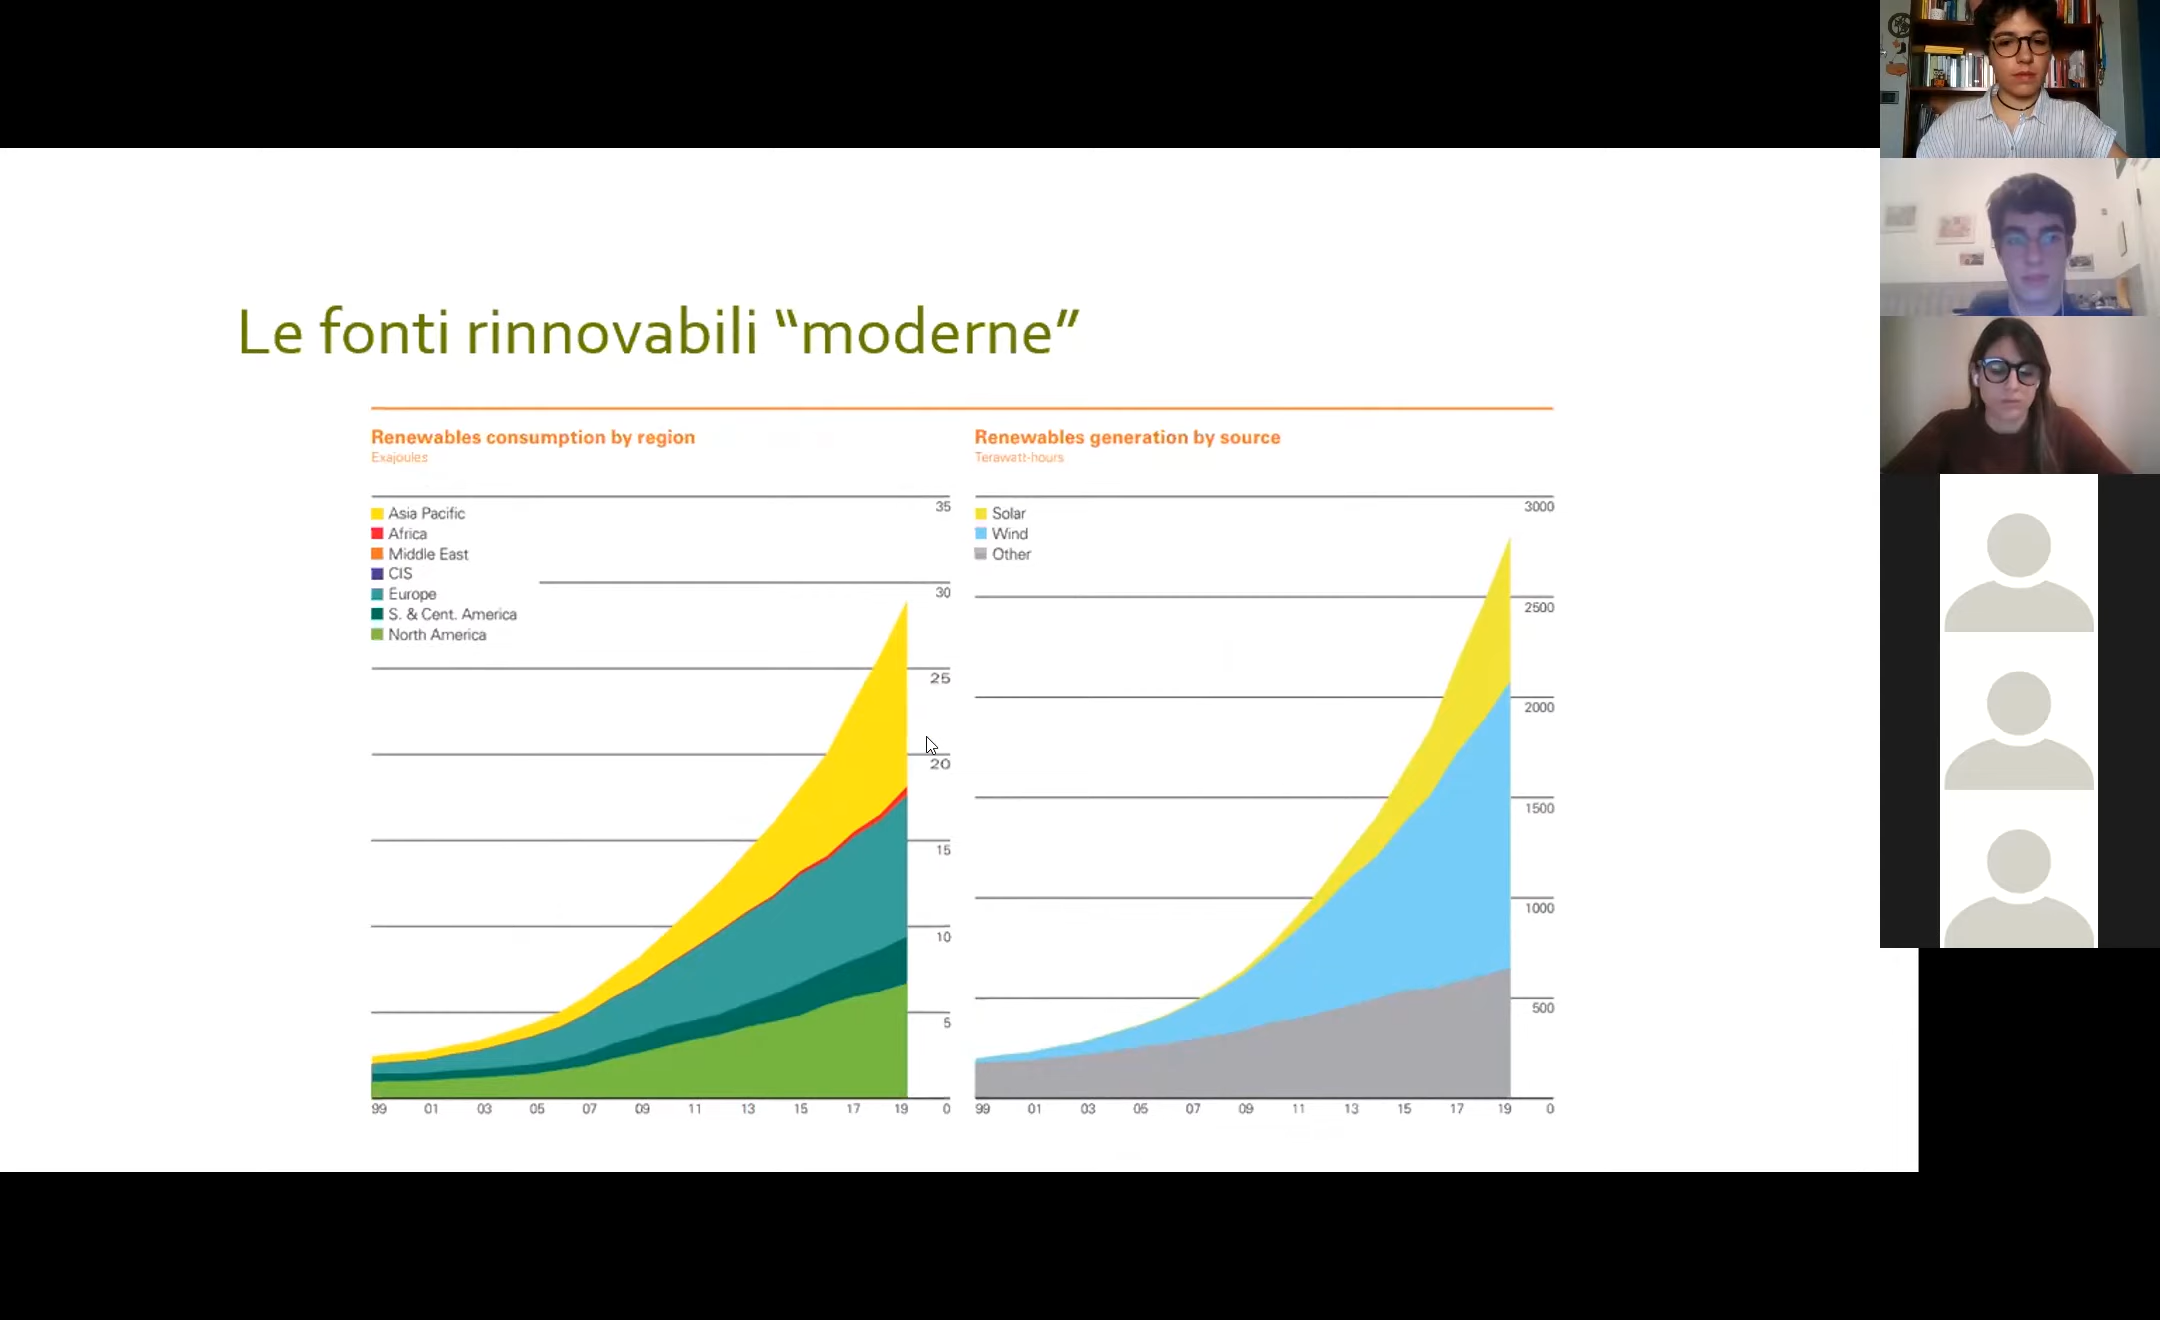 Le fonti rinnovabili “moderne”
Renewables consumption by region
Exajoules
35
Asia Pacific
Africa
Middle East
CIS
Europe
S. & Cent. America
North America
30
25
20
15
10
5
99 01 03 05 07 09 11 13 15 17 19 0
Renewables generation by source
Terawatt-hours
3000
Solar
Wind
Other
2500
2000
1500
1000
500
99 01 03 05 07 09 11 13 15 17 19 0